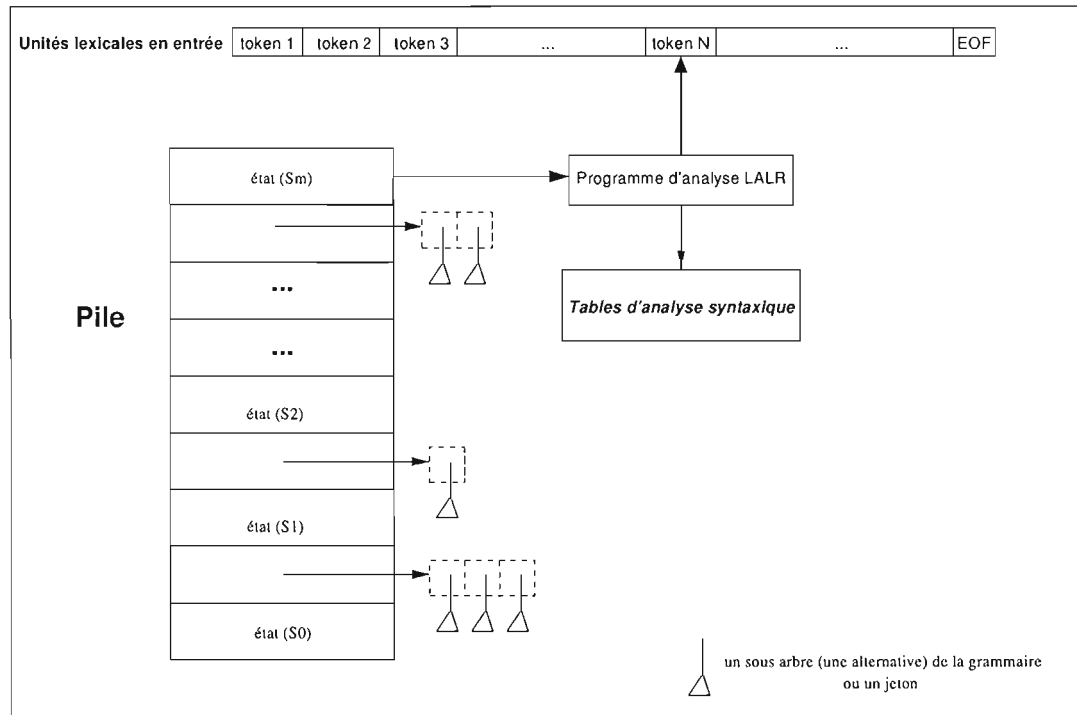 Unités lexicales en entrée token 1 token 2 token 3 ... token N ... EOF
état (Sm)
Programme d'analyse LALR
...
Tables d'analyse syntaxique
Pile
...
état (S2)
état (S1)
état (S0)
un sous arbre (une alternative) de la grammaire
ou un jeton